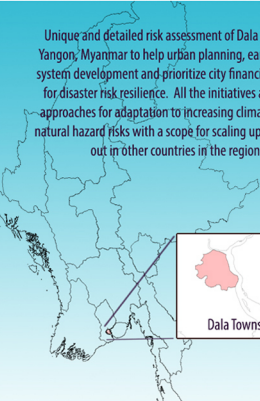 Unique and detailed risk assessment of Dala
Yangon, Myanmar to help urban planning, ea
system development and prioritize city financi
for disaster risk resilience. All the initiatives a
approaches for adaptation to increasing clima
natural hazard risks with a scope for scaling up
out in other countries in the region
Dala Towns